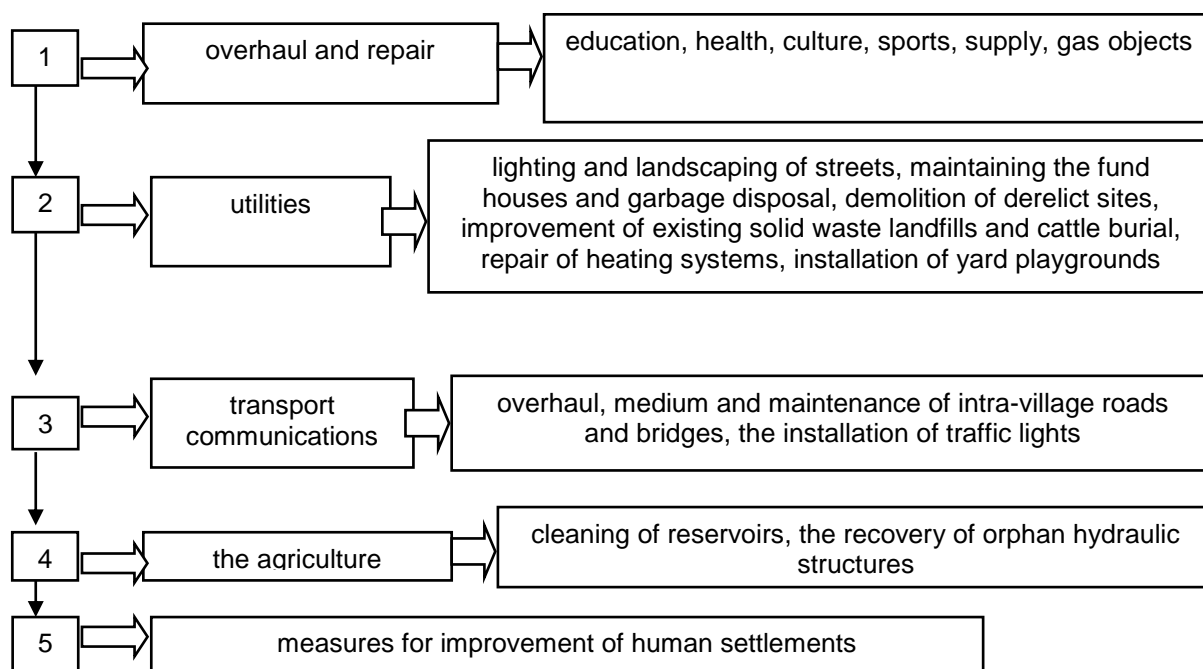 1
overhaul and repair
education, health, culture, sports, supply, gas objects
2
utilities
lighting and landscaping of streets, maintaining the fund
houses and garbage disposal, demolition of derelict sites,
improvement of existing solid waste landfills and cattle burial,
repair of heating systems, installation of yard playgrounds
3
transport
communications
overhaul, medium and maintenance of intra-village roads
and bridges, the installation of traffic lights
4
the agriculture
cleaning of reservoirs, the recovery of orphan hydraulic
structures
5
measures for improvement of human settlements